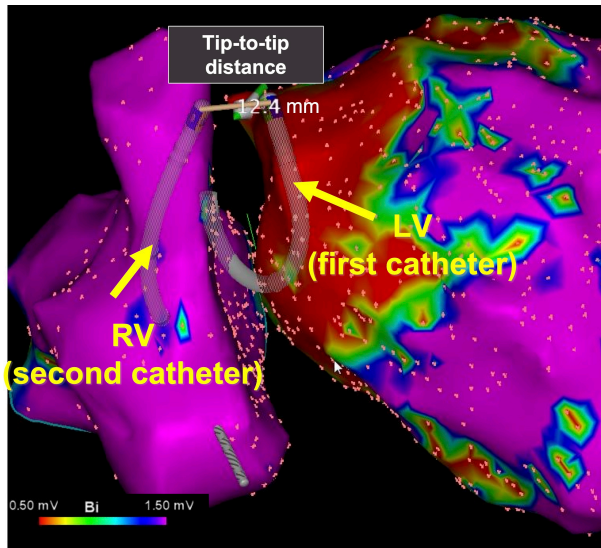 Tip-to-tip
distance
12.4 mm
LV
(first catheter)
RV
(second catheter)
0.50 mV Bi 1.50 mV